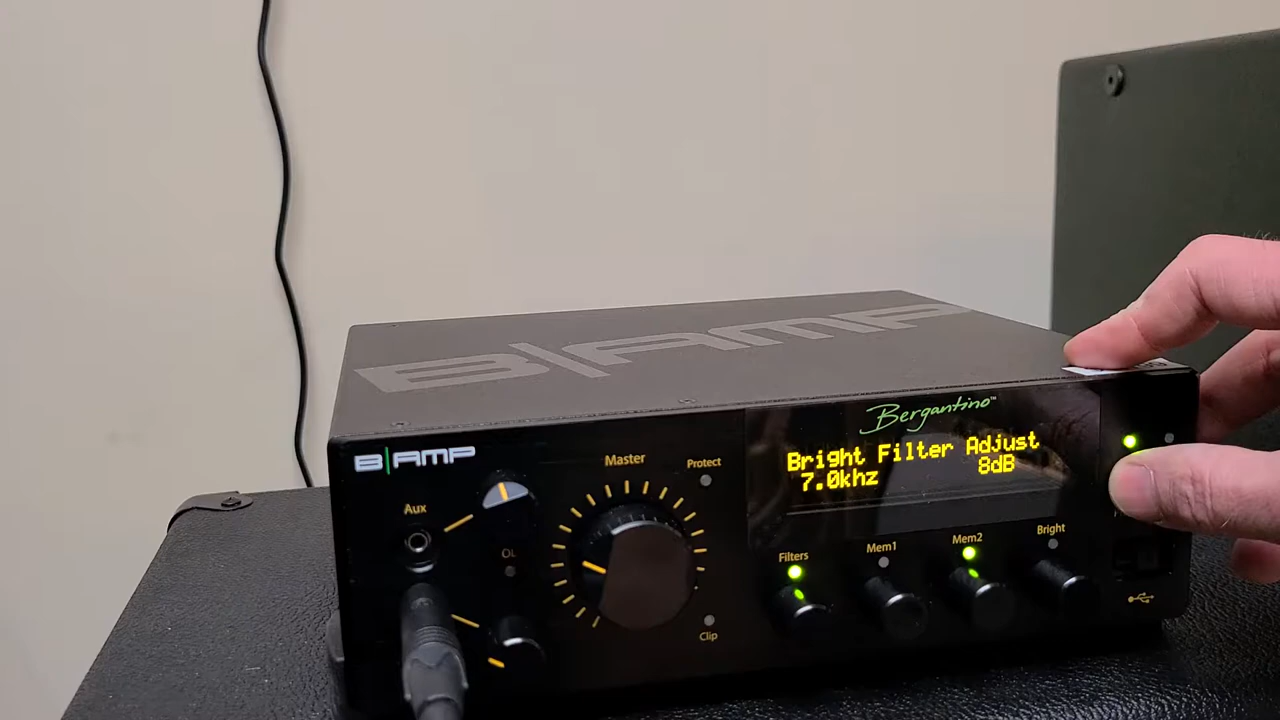 B|AMP
Bergantino™
B|AMP
Master
Protect
Bright Filter Adjust
7.0khz 8dB
Aux
OL
Filters
Mem1
Mem2
Bright
Clip